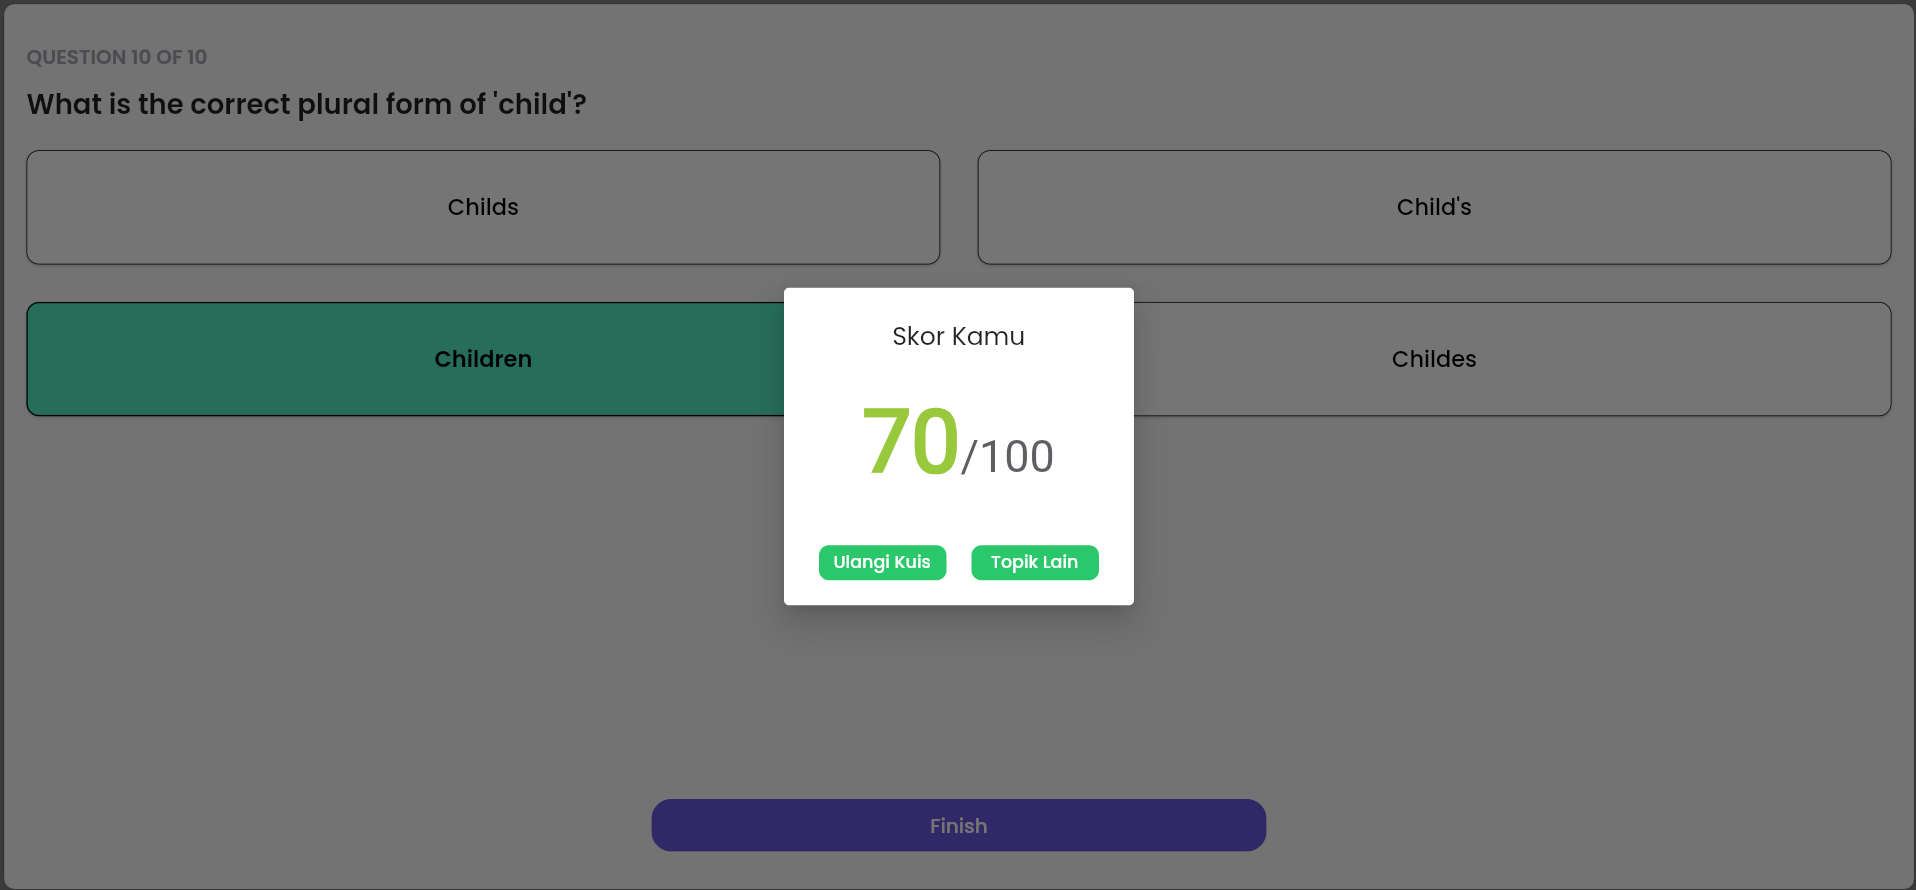 QUESTION 10 OF 10
What is the correct plural form of 'child'?
Childs
Child's
Children
Childes
Skor Kamu
70/100
Ulangi Kuis
Topik Lain
Finish